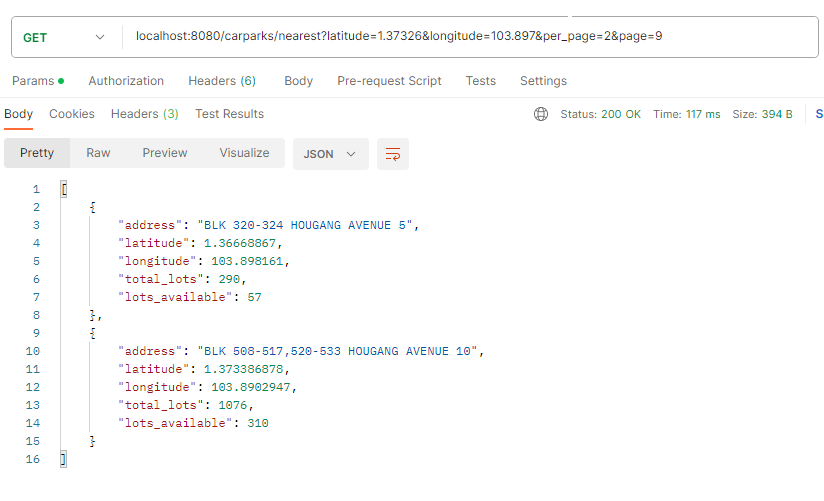 GET localhost:8080/carparks/nearest?latitude=1.37326&longitude=103.897&per_page=2&page=9
Params Authorization Headers (6) Body Pre-request Script Tests Settings
Body Cookies Headers (3) Test Results Status: 200 OK Time: 117 ms Size: 394 B S
Pretty Raw Preview Visualize JSON
1 [
2 {
3 "address": "BLK 320-324 HOUGANG AVENUE 5",
4 "latitude": 1.36668867,
5 "longitude": 103.898161,
6 "total_lots": 290,
7 "lots_available": 57
8 },
9 {
10 "address": "BLK 508-517,520-533 HOUGANG AVENUE 10",
11 "latitude": 1.373386878,
12 "longitude": 103.8902947,
13 "total_lots": 1076,
14 "lots_available": 310
15 }
16 ]